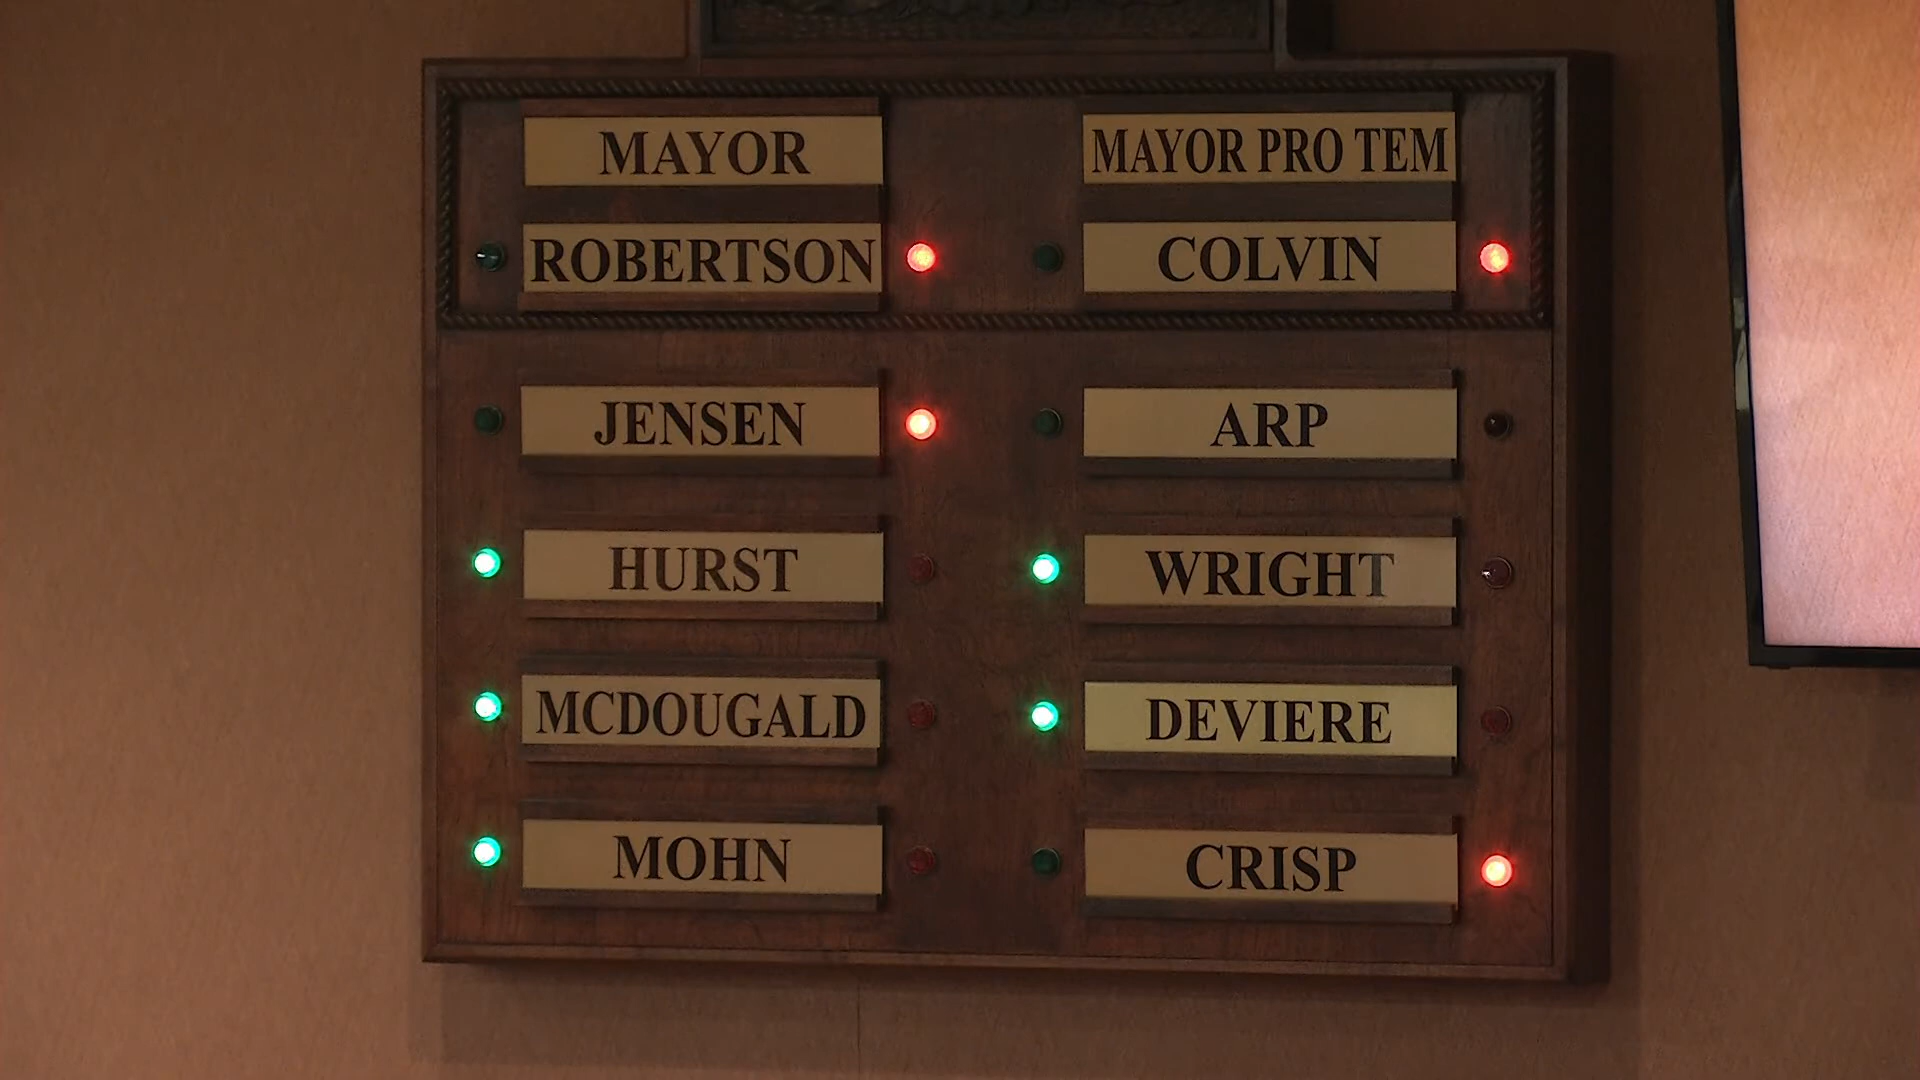 MAYOR
MAYOR PRO TEM
ROBERTSON
COLVIN
JENSEN
ARP
HURST
WRIGHT
MCDOUGALD
DEVIERE
MOHN
CRISP